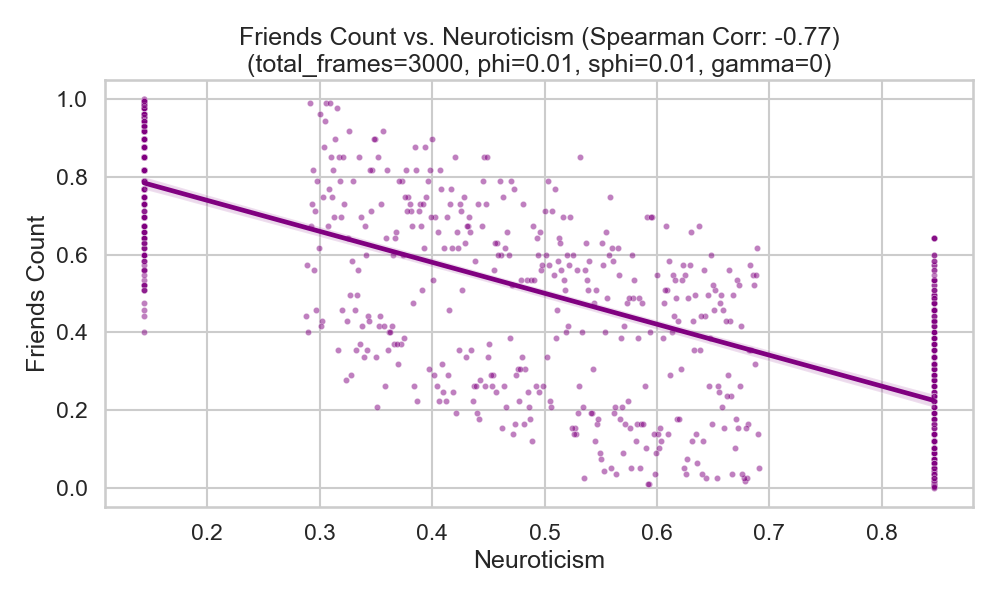 Friends Count vs. Neuroticism (Spearman Corr: -0.77)
(total_frames=3000, phi=0.01, sphi=0.01, gamma=0)
Friends Count
1.0
0.8
0.6
0.4
0.2
0.0
0.2 0.3 0.4 0.5 0.6 0.7 0.8
Neuroticism